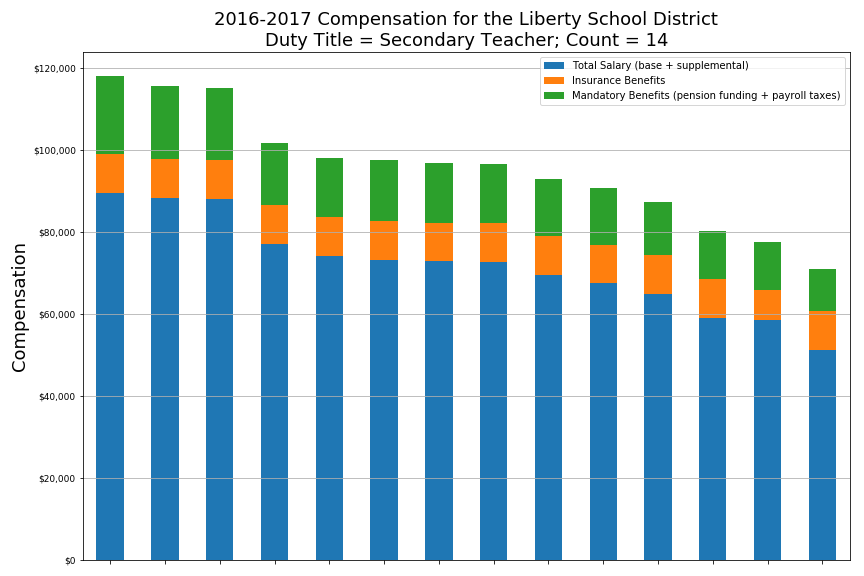 2016-2017 Compensation for the Liberty School District
Duty Title = Secondary Teacher; Count = 14
Total Salary (base + supplemental)
Insurance Benefits
Mandatory Benefits (pension funding + payroll taxes)
Compensation
$120,000
$100,000
$80,000
$60,000
$40,000
$20,000
$0